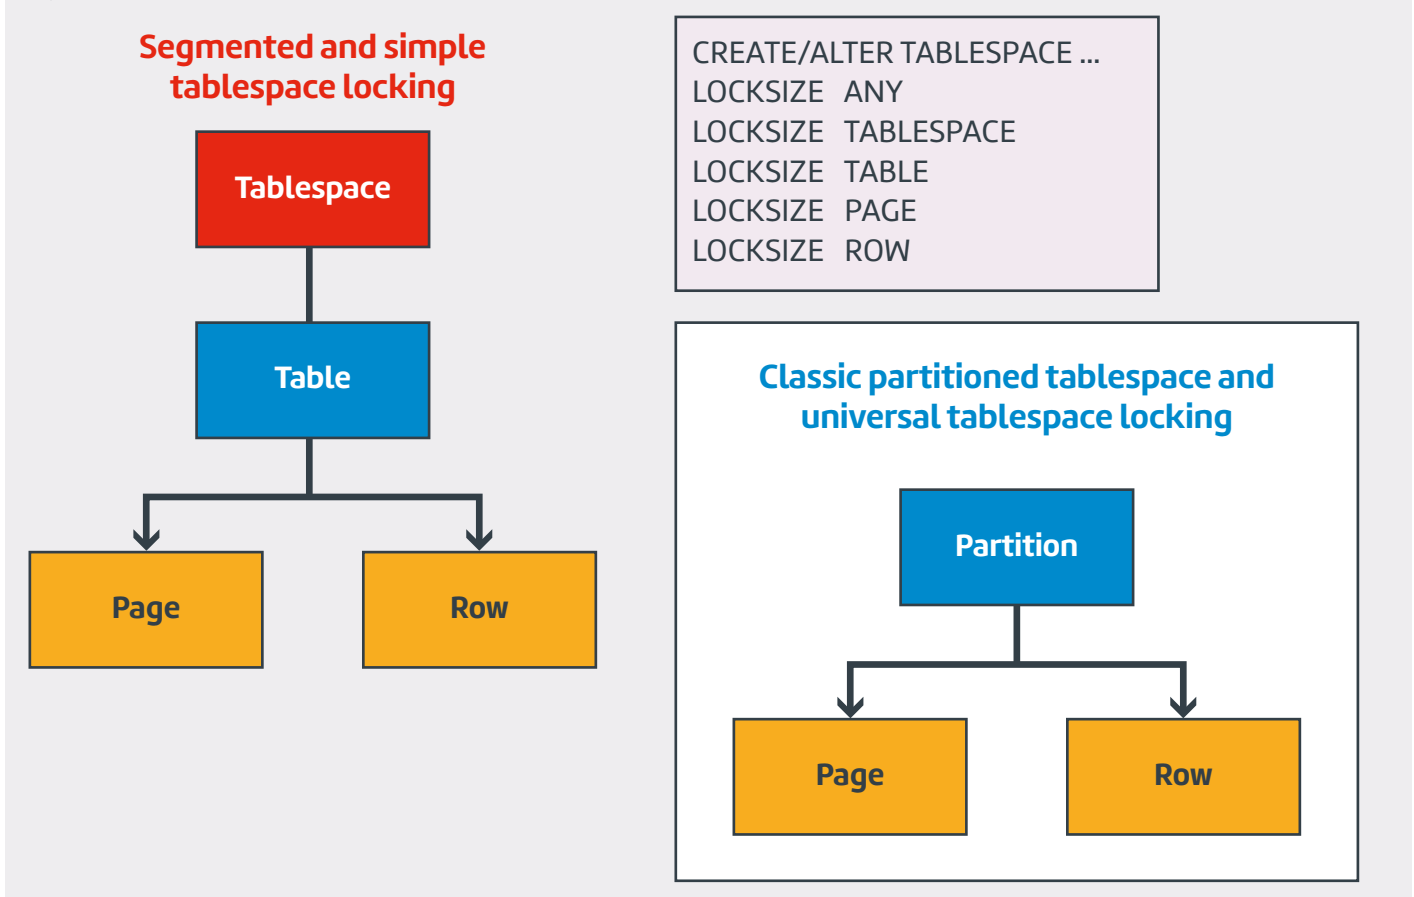 Segmented and simple
tablespace locking
Tablespace
Table
Page
Row
CREATE/ALTER TABLESPACE ...
LOCKSIZE ANY
LOCKSIZE TABLESPACE
LOCKSIZE TABLE
LOCKSIZE PAGE
LOCKSIZE ROW
Classic partitioned tablespace and
universal tablespace locking
Partition
Page
Row